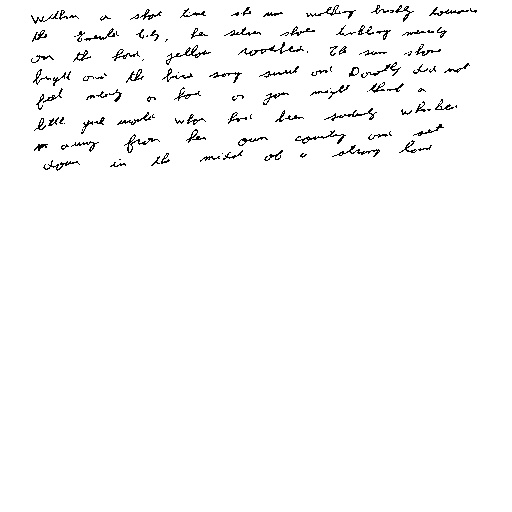 Within a short time she was walking briskly towards
the Emerald City, her silver shoes tinkling merrily
on the hard, yellow roadbed. The sun shone
bright and the birds sang sweet and Dorothy did not
feel nearly as bad as you might think a
little girl would who had been suddenly whisked
away from her own country and set
down in the midst of a strange land